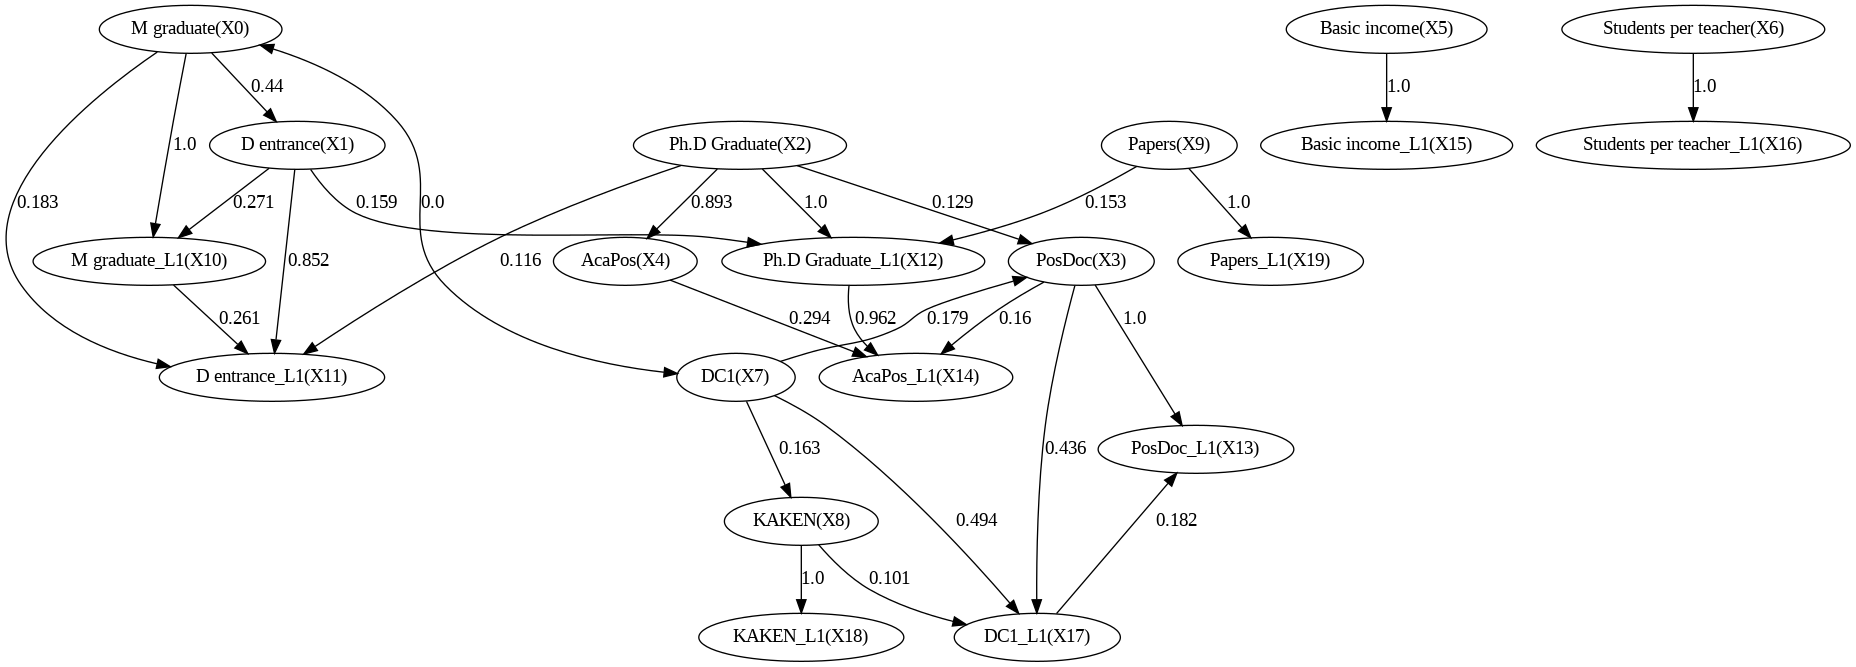 M graduate(X0)
Basic income(X5)
Students per teacher(X6)
0.44
1.0
1.0
D entrance(X1)
Ph.D Graduate(X2)
Papers(X9)
Basic income_L1(X15)
Students per teacher_L1(X16)
1.0
0.183
0.271
0.159
0.0
0.893
1.0
0.129
0.153
1.0
M graduate_L1(X10)
0.852
0.116
AcaPos(X4)
Ph.D Graduate_L1(X12)
PosDoc(X3)
Papers_L1(X19)
0.261
0.294
0.962
0.179
0.16
1.0
D entrance_L1(X11)
DC1(X7)
AcaPos_L1(X14)
0.163
0.436
PosDoc_L1(X13)
KAKEN(X8)
0.494
0.182
1.0
0.101
KAKEN_L1(X18)
DC1_L1(X17)